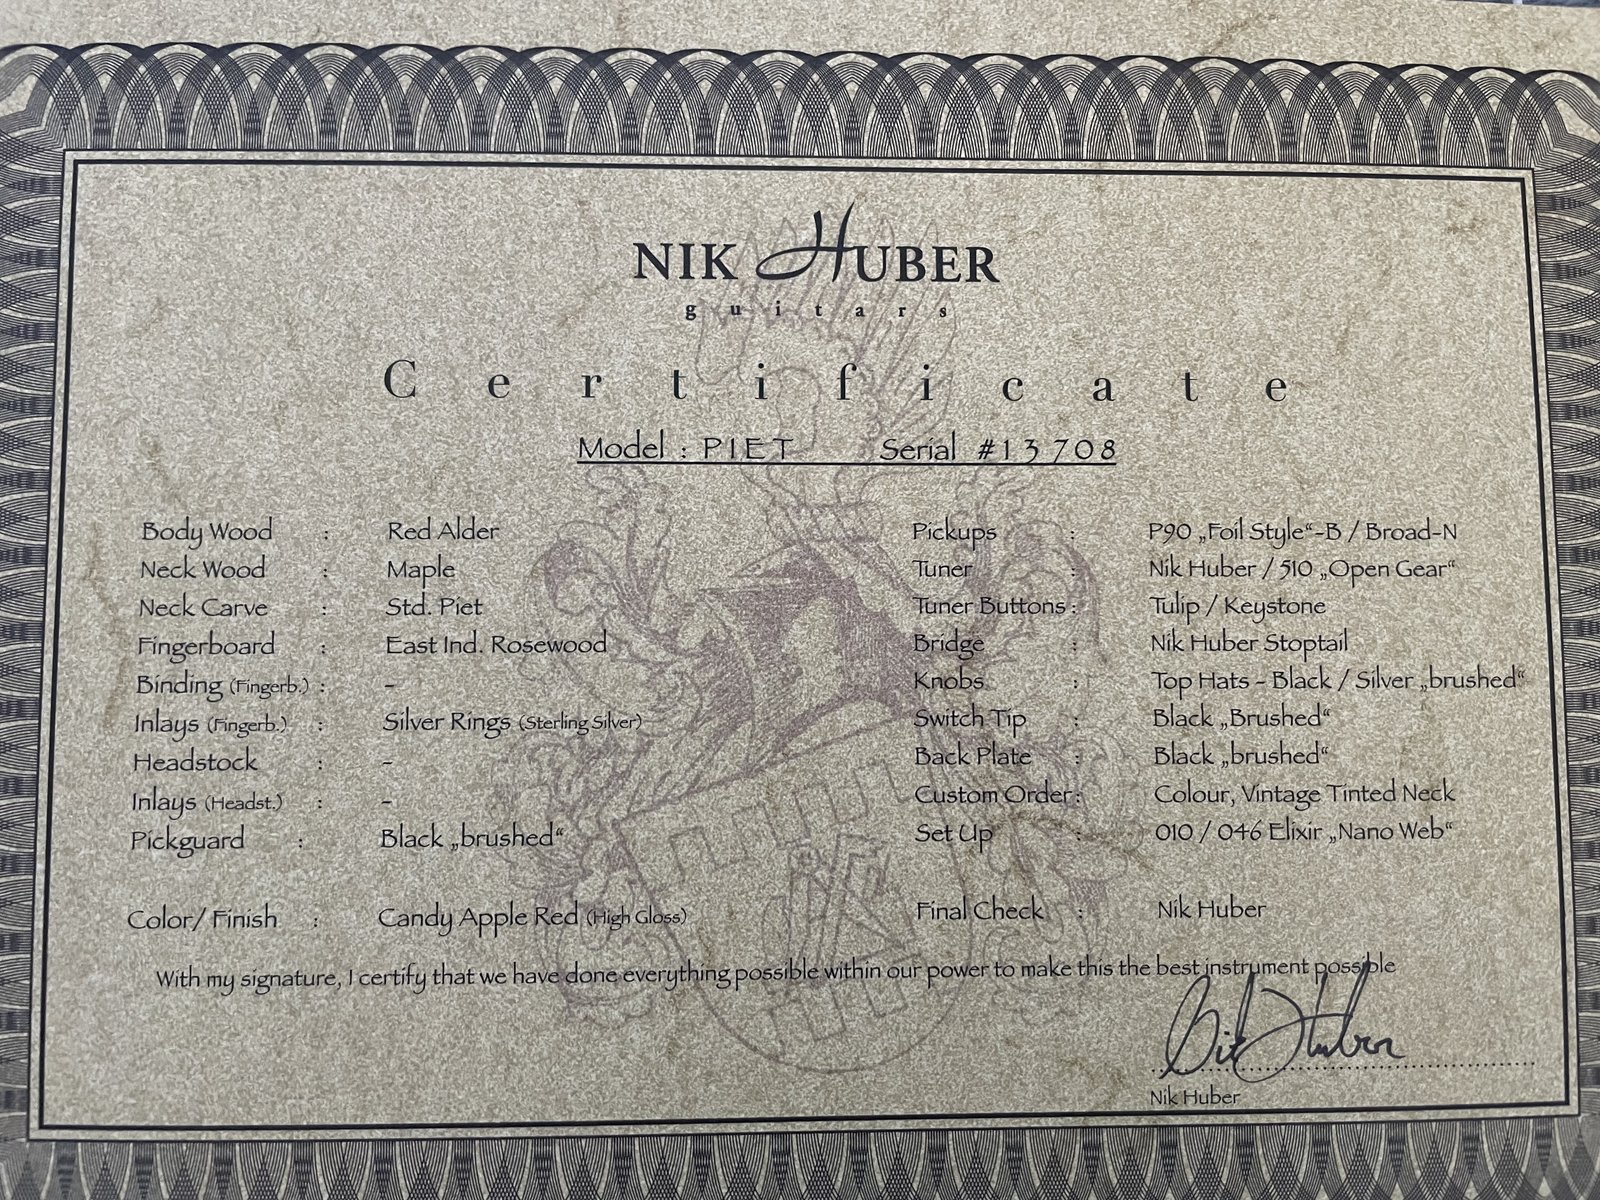 NIK HUBER
guitars
Certificate
Model : PIET Serial #13708
Body Wood : Red Alder
Neck Wood : Maple
Neck Carve : Std. Piet
Fingerboard : East Ind. Rosewood
Binding (Fingerb.) : -
Inlays (Fingerb.) : Silver Rings (Sterling Silver)
Headstock : -
Inlays (Headst.) : -
Pickguard : Black „brushed“
Color/ Finish : Candy Apple Red (High Gloss)
Pickups : P90 „Foil Style“-B / Broad-N
Tuner : Nik Huber / 510 „Open Gear“
Tuner Buttons : Tulip / Keystone
Bridge : Nik Huber Stoptail
Knobs : Top Hats - Black / Silver „brushed“
Switch Tip : Black „Brushed“
Back Plate : Black „brushed“
Custom Order : Colour, Vintage Tinted Neck
Set Up : 010 / 046 Elixir „Nano Web“
Final Check : Nik Huber
With my signature, I certify that we have done everything possible within our power to make this the best instrument possible
Nik Huber
Nik Huber